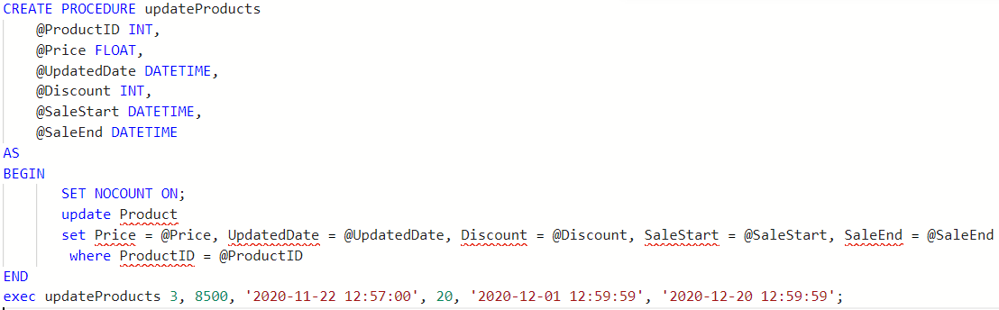 CREATE PROCEDURE updateProducts
@ProductID INT,
@Price FLOAT,
@UpdatedDate DATETIME,
@Discount INT,
@SaleStart DATETIME,
@SaleEnd DATETIME
AS
BEGIN
SET NOCOUNT ON;
update Product
set Price = @Price, UpdatedDate = @UpdatedDate, Discount = @Discount, SaleStart = @SaleStart, SaleEnd = @SaleEnd
where ProductID = @ProductID
END
exec updateProducts 3, 8500, '2020-11-22 12:57:00', 20, '2020-12-01 12:59:59', '2020-12-20 12:59:59';